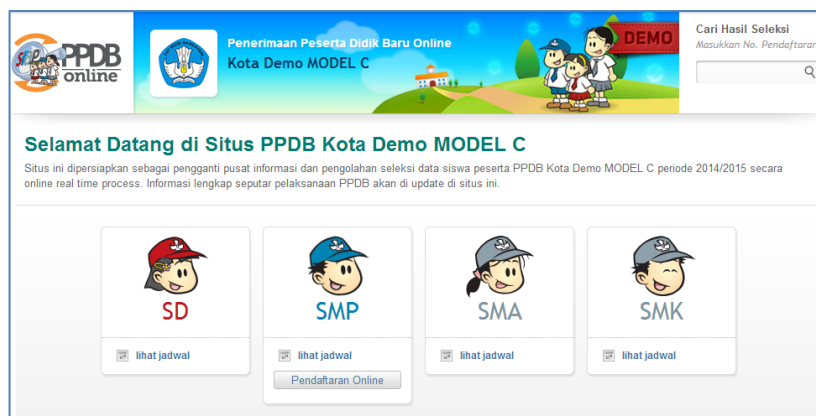 PPDB
online
Penerimaan Peserta Didik Baru Online
Kota Demo MODEL C
DEMO
Cari Hasil Seleksi
Masukkan No. Pendaftaran
Selamat Datang di Situs PPDB Kota Demo MODEL C
Situs ini dipersiapkan sebagai pengganti pusat informasi dan pengolahan seleksi data siswa peserta PPDB Kota Demo MODEL C periode 2014/2015 secara
online real time process. Informasi lengkap seputar pelaksanaan PPDB akan di update di situs ini.
SD
SMP
SMA
SMK
lihat jadwal
lihat jadwal
lihat jadwal
lihat jadwal
Pendaftaran Online